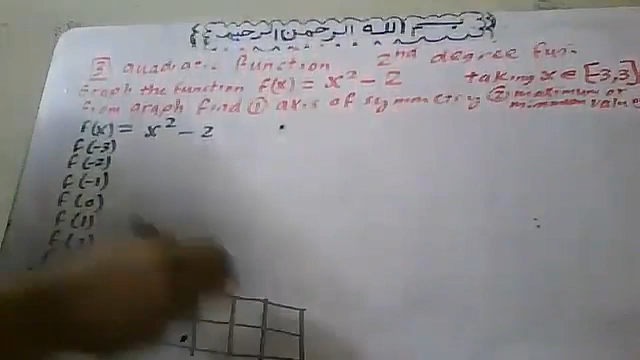 بسم الله الرحمن الرحيم
3 Quadratic function 2nd degree fun.
Graph the function f(x) = x² - 2 taking x ∈ [-3,3]
from graph find ① axis of symmetry ② maximum or minimum value
f(x) = x² - 2
f(-3)
f(-2)
f(-1)
f(0)
f(1)